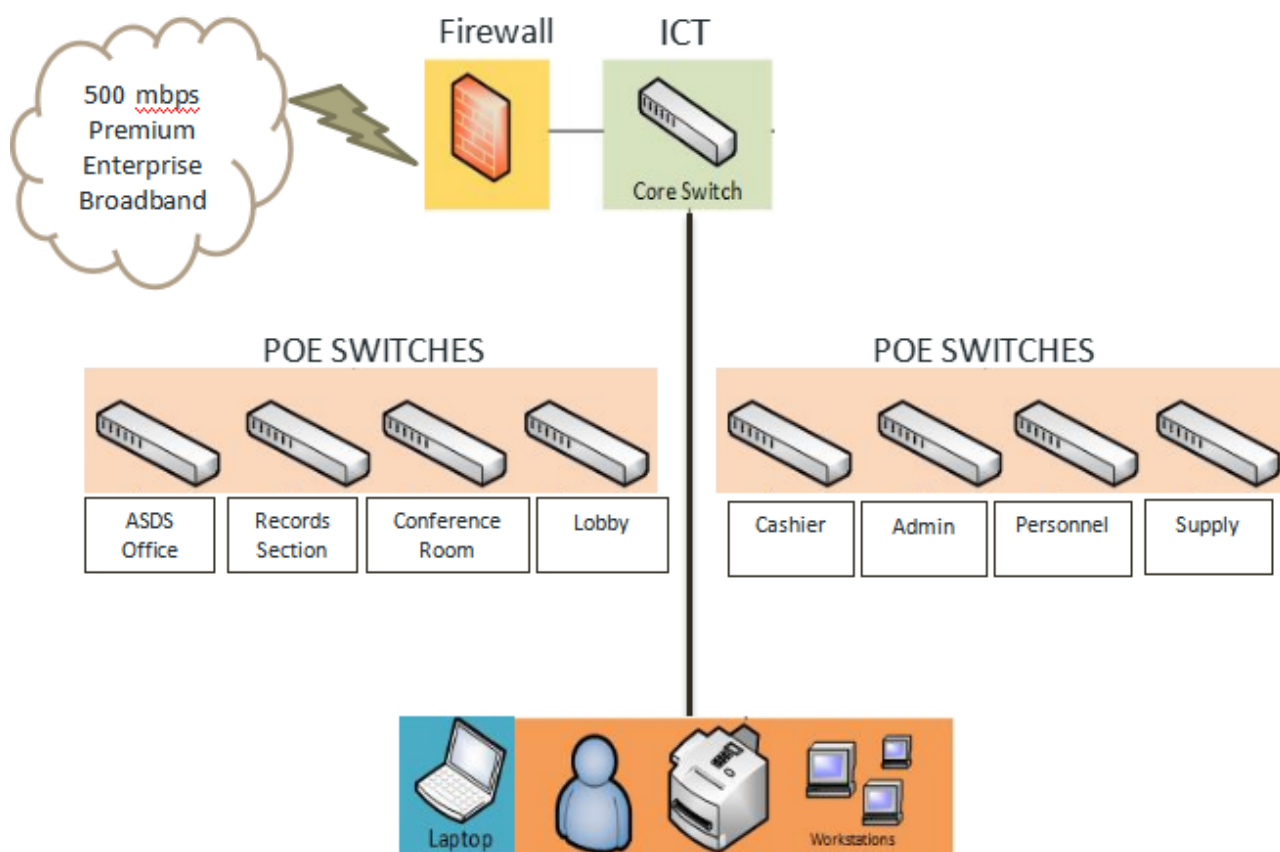 Firewall
ICT
500 mbps
Premium
Enterprise
Broadband
Core Switch
POE SWITCHES
POE SWITCHES
ASDS
Office
Records
Section
Conference
Room
Lobby
Cashier
Admin
Personnel
Supply
Laptop
Workstations